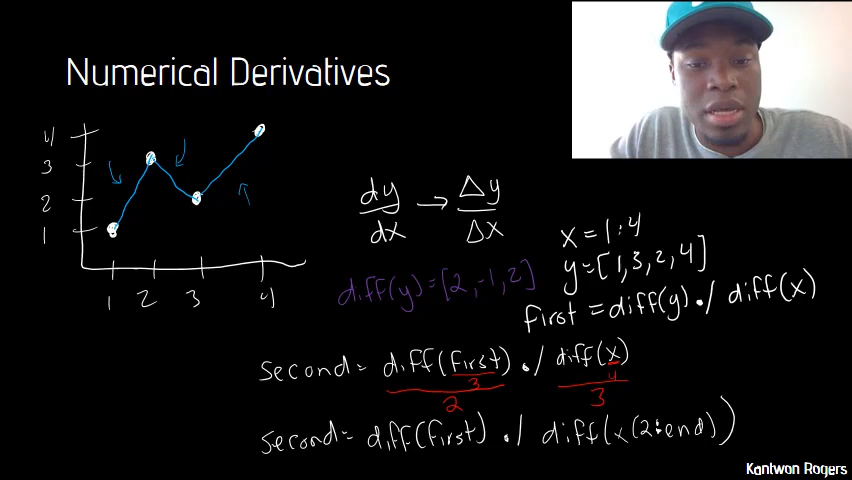 Numerical Derivatives
4
3
2
1
1 2 3 4
dy/dx → Δy/Δx
x = 1:4
y=[1,3,2,4]
diff(y)=[2,-1,2]
first = diff(y) ./ diff(x)
second= diff(first) ./ diff(x)
3 4
2 3
second= diff(first) ./ diff(x(2:end))
Kantwon Rogers